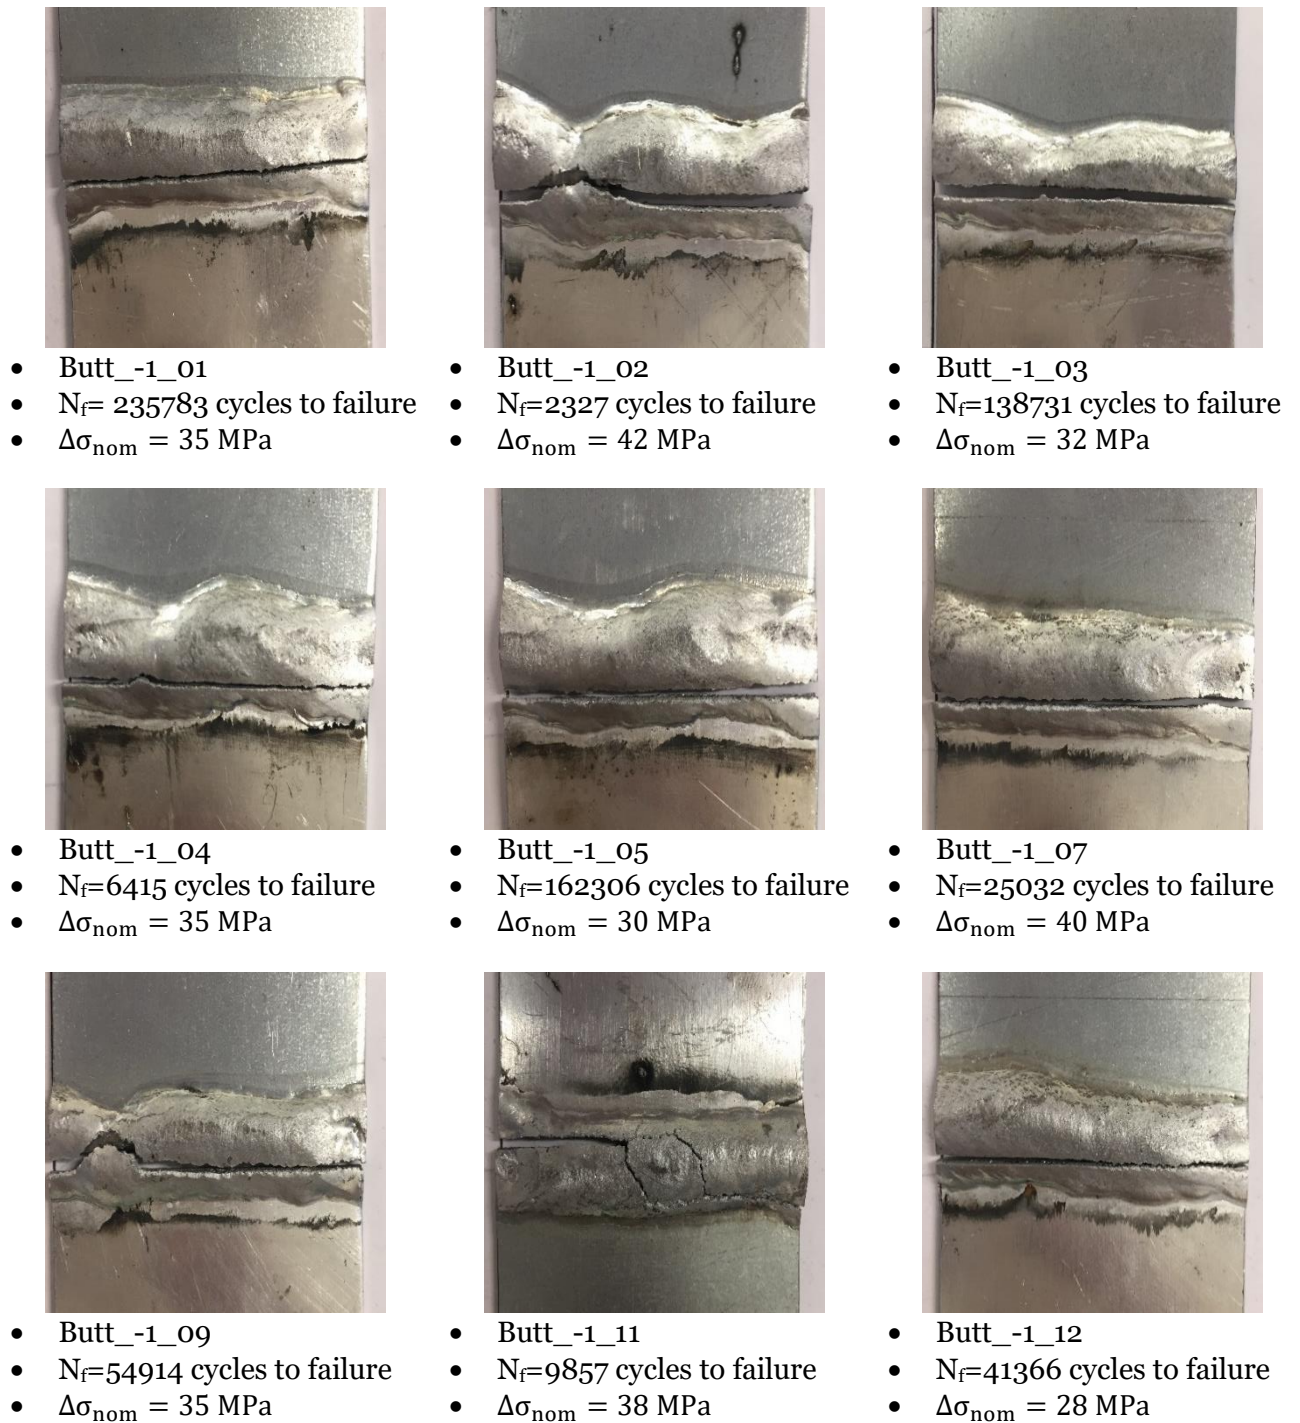 • Butt_-1_01
• Nf= 235783 cycles to failure
• Δσnom = 35 MPa
• Butt_-1_02
• Nf=2327 cycles to failure
• Δσnom = 42 MPa
• Butt_-1_03
• Nf=138731 cycles to failure
• Δσnom = 32 MPa
• Butt_-1_04
• Nf=6415 cycles to failure
• Δσnom = 35 MPa
• Butt_-1_05
• Nf=162306 cycles to failure
• Δσnom = 30 MPa
• Butt_-1_07
• Nf=25032 cycles to failure
• Δσnom = 40 MPa
• Butt_-1_09
• Nf=54914 cycles to failure
• Δσnom = 35 MPa
• Butt_-1_11
• Nf=9857 cycles to failure
• Δσnom = 38 MPa
• Butt_-1_12
• Nf=41366 cycles to failure
• Δσnom = 28 MPa